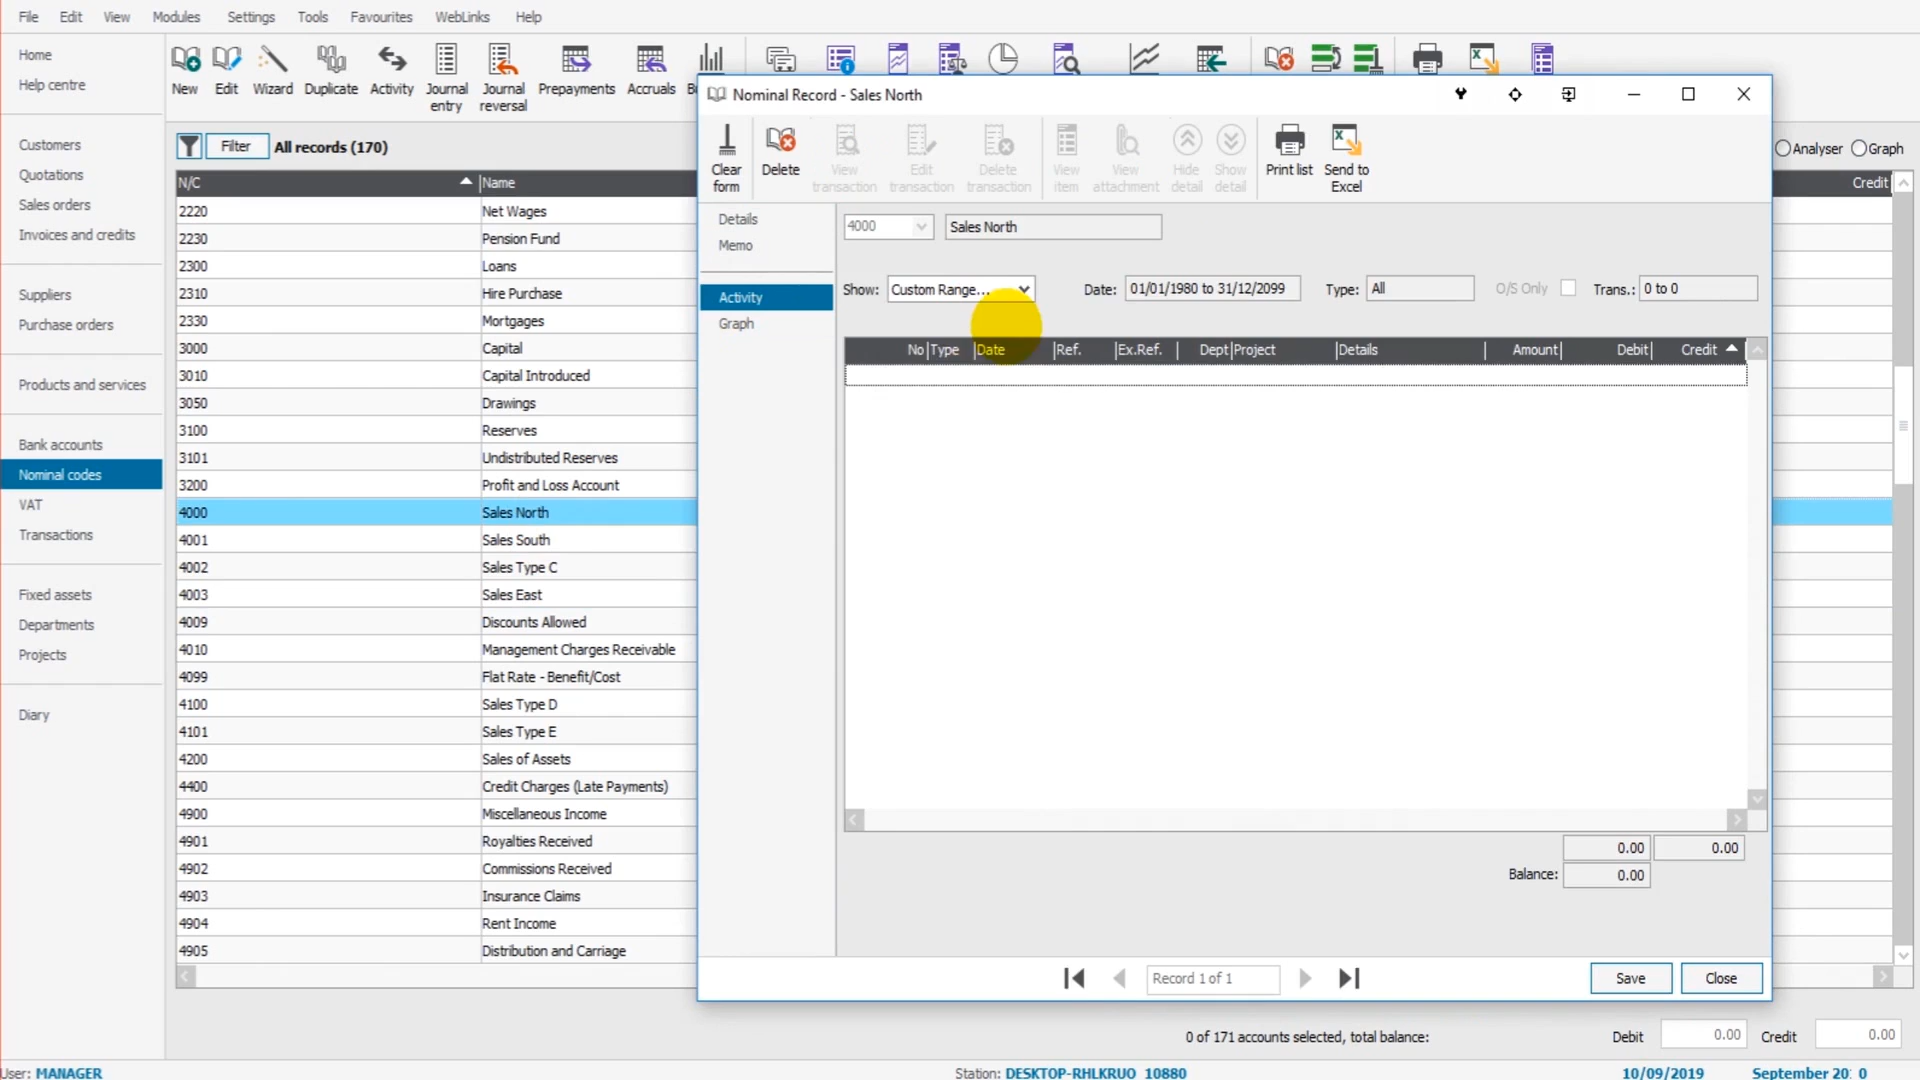 File Edit View Modules Settings Tools Favourites WebLinks Help
Home
Help centre
Customers
Quotations
Sales orders
Invoices and credits
Suppliers
Purchase orders
Products and services
Bank accounts
Nominal codes
VAT
Transactions
Fixed assets
Departments
Projects
Diary
New Edit Wizard Duplicate Activity Journal entry Journal reversal Prepayments Accruals
Filter All records (170)
Analyser Graph
N/C Name Credit
2220 Net Wages
2230 Pension Fund
2300 Loans
2310 Hire Purchase
2330 Mortgages
3000 Capital
3010 Capital Introduced
3050 Drawings
3100 Reserves
3101 Undistributed Reserves
3200 Profit and Loss Account
4000 Sales North
4001 Sales South
4002 Sales Type C
4003 Sales East
4009 Discounts Allowed
4010 Management Charges Receivable
4099 Flat Rate - Benefit/Cost
4100 Sales Type D
4101 Sales Type E
4200 Sales of Assets
4400 Credit Charges (Late Payments)
4900 Miscellaneous Income
4901 Royalties Received
4902 Commissions Received
4903 Insurance Claims
4904 Rent Income
4905 Distribution and Carriage
Nominal Record - Sales North
Clear form Delete View transaction Edit transaction Delete transaction View item View attachment Hide detail Show detail Print list Send to Excel
Details
Memo
Activity
Graph
4000 Sales North
Show: Custom Range... Date: 01/01/1980 to 31/12/2099 Type: All O/S Only Trans.: 0 to 0
No Type Date Ref. Ex.Ref. Dept Project Details Amount Debit Credit
0.00 0.00
Balance: 0.00
Record 1 of 1
Save Close
0 of 171 accounts selected, total balance: Debit 0.00 Credit 0.00
User: MANAGER Station: DESKTOP-RHLKRUO 10880 10/09/2019 September